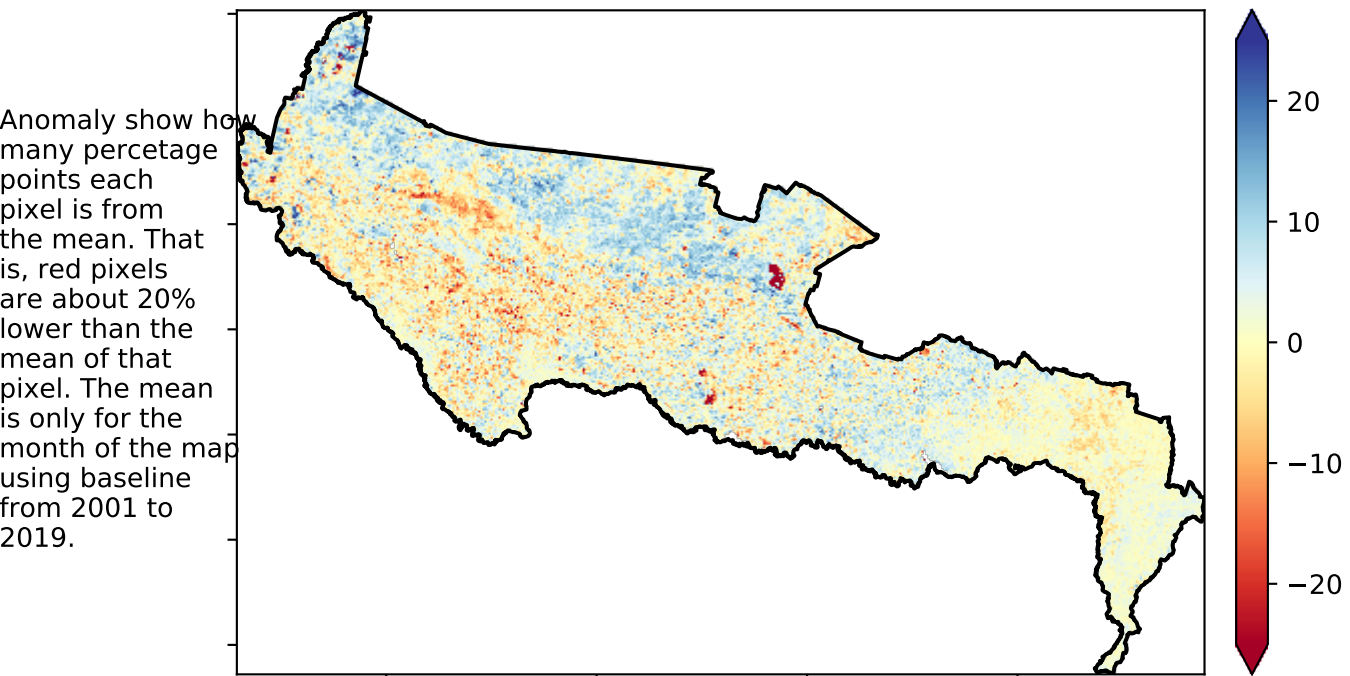 Anomaly show how
many percetage
points each
pixel is from
the mean. That
is, red pixels
are about 20%
lower than the
mean of that
pixel. The mean
is only for the
month of the map
using baseline
from 2001 to
2019.
20
10
0
−10
−20